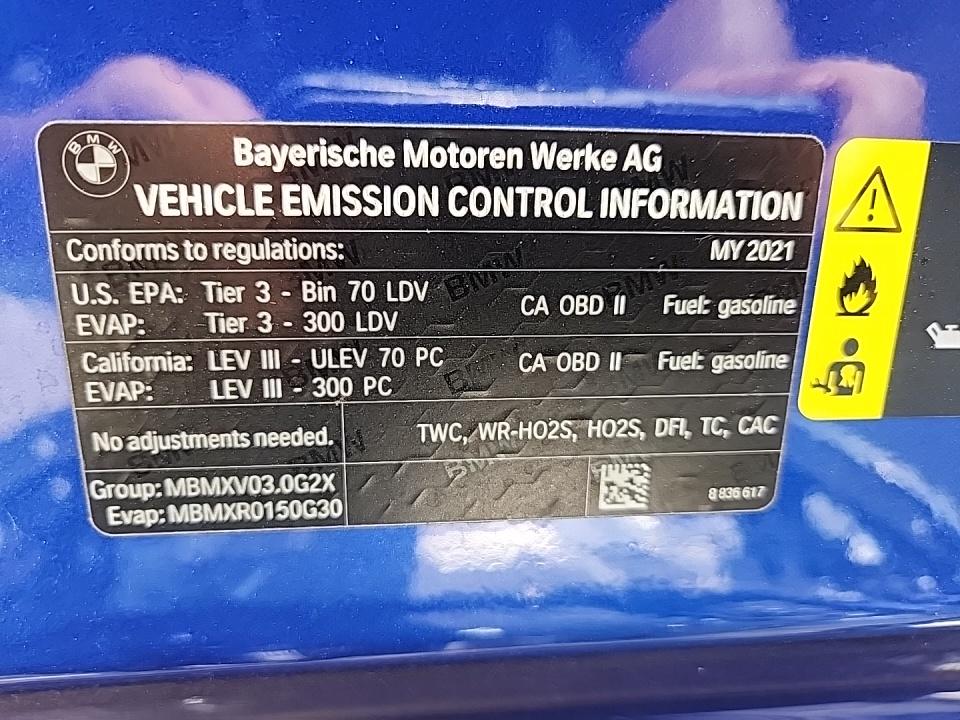 BMW
Bayerische Motoren Werke AG
VEHICLE EMISSION CONTROL INFORMATION
Conforms to regulations: MY 2021
U.S. EPA: Tier 3 - Bin 70 LDV CA OBD II Fuel: gasoline
EVAP: Tier 3 - 300 LDV
California: LEV III - ULEV 70 PC CA OBD II Fuel: gasoline
EVAP: LEV III - 300 PC
No adjustments needed. TWC, WR-HO2S, HO2S, DFI, TC, CAC
Group: MBMXV03.0G2X
Evap: MBMXR0150G30
8 836 617